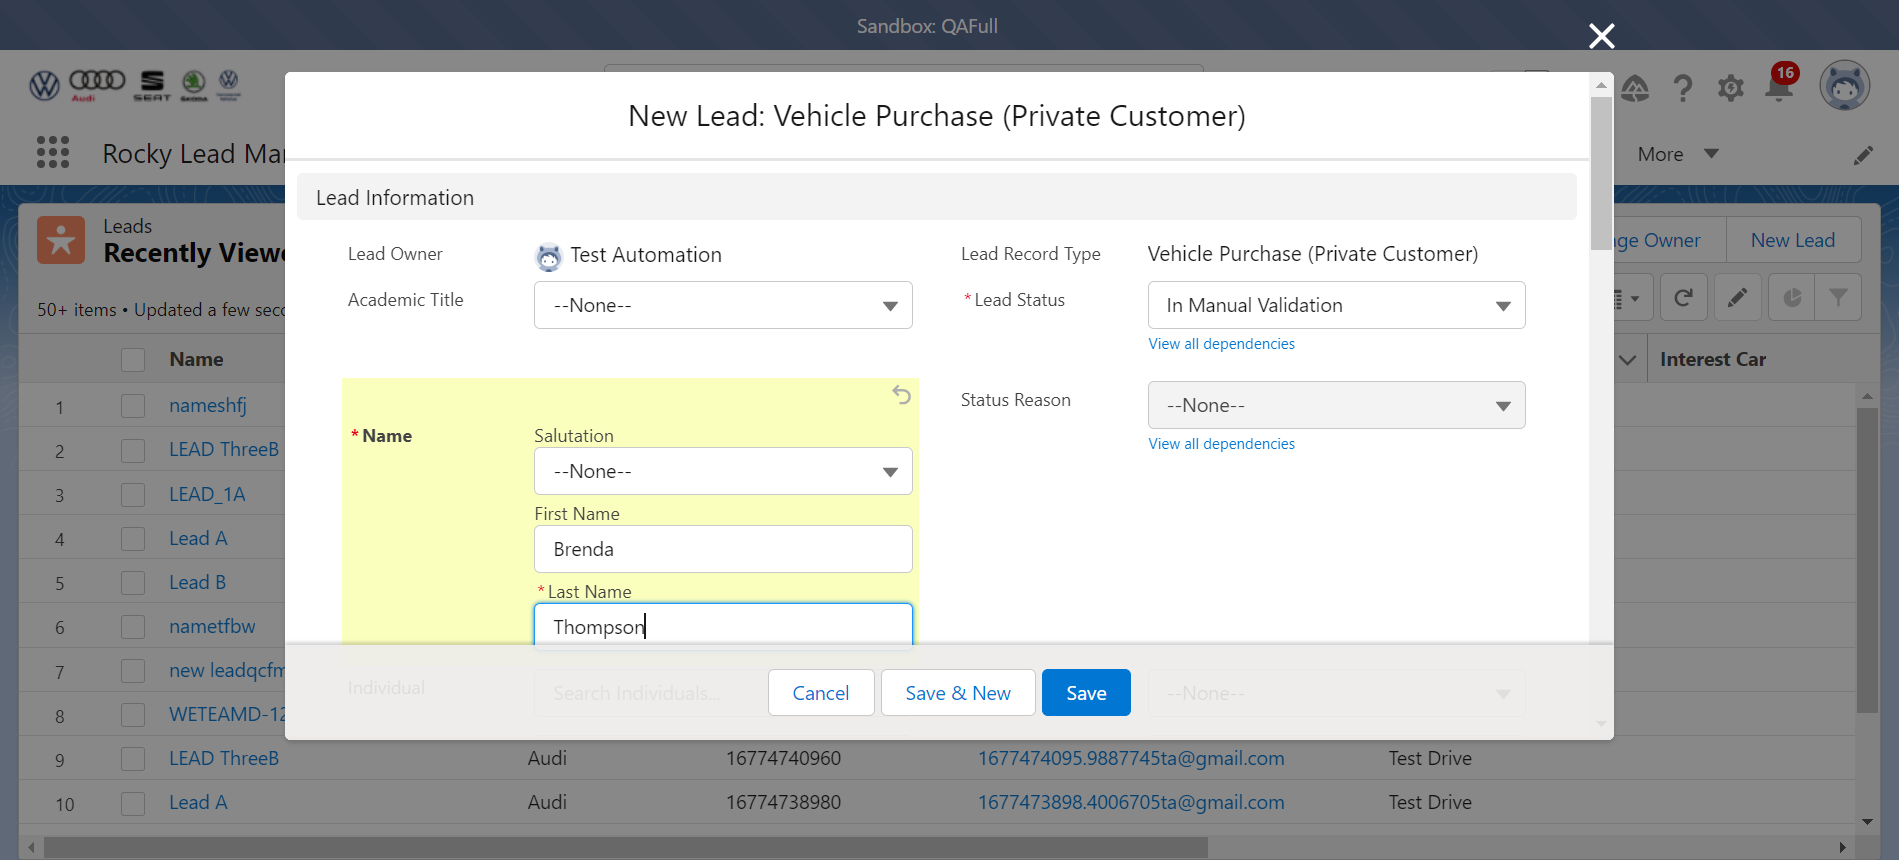 Sandbox: QAFull
Audi
SEAT
ŠKODA
16
New Lead: Vehicle Purchase (Private Customer)
Rocky Lead Mar
More
Lead Information
Leads
Recently Viewe
ge Owner
New Lead
50+ items • Updated a few seco
Lead Owner
Test Automation
Lead Record Type
Vehicle Purchase (Private Customer)
Academic Title
--None--
*Lead Status
In Manual Validation
View all dependencies
Status Reason
--None--
View all dependencies
*Name
Salutation
--None--
First Name
Brenda
*Last Name
Thompson
Individual
Search Individuals...
--None--
Cancel
Save & New
Save
Name
Interest Car
1 nameshfj
2 LEAD ThreeB
3 LEAD_1A
4 Lead A
5 Lead B
6 nametfbw
7 new leadqcfm
8 WETEAMD-12
9 LEAD ThreeB Audi 16774740960 1677474095.9887745ta@gmail.com Test Drive
10 Lead A Audi 16774738980 1677473898.4006705ta@gmail.com Test Drive